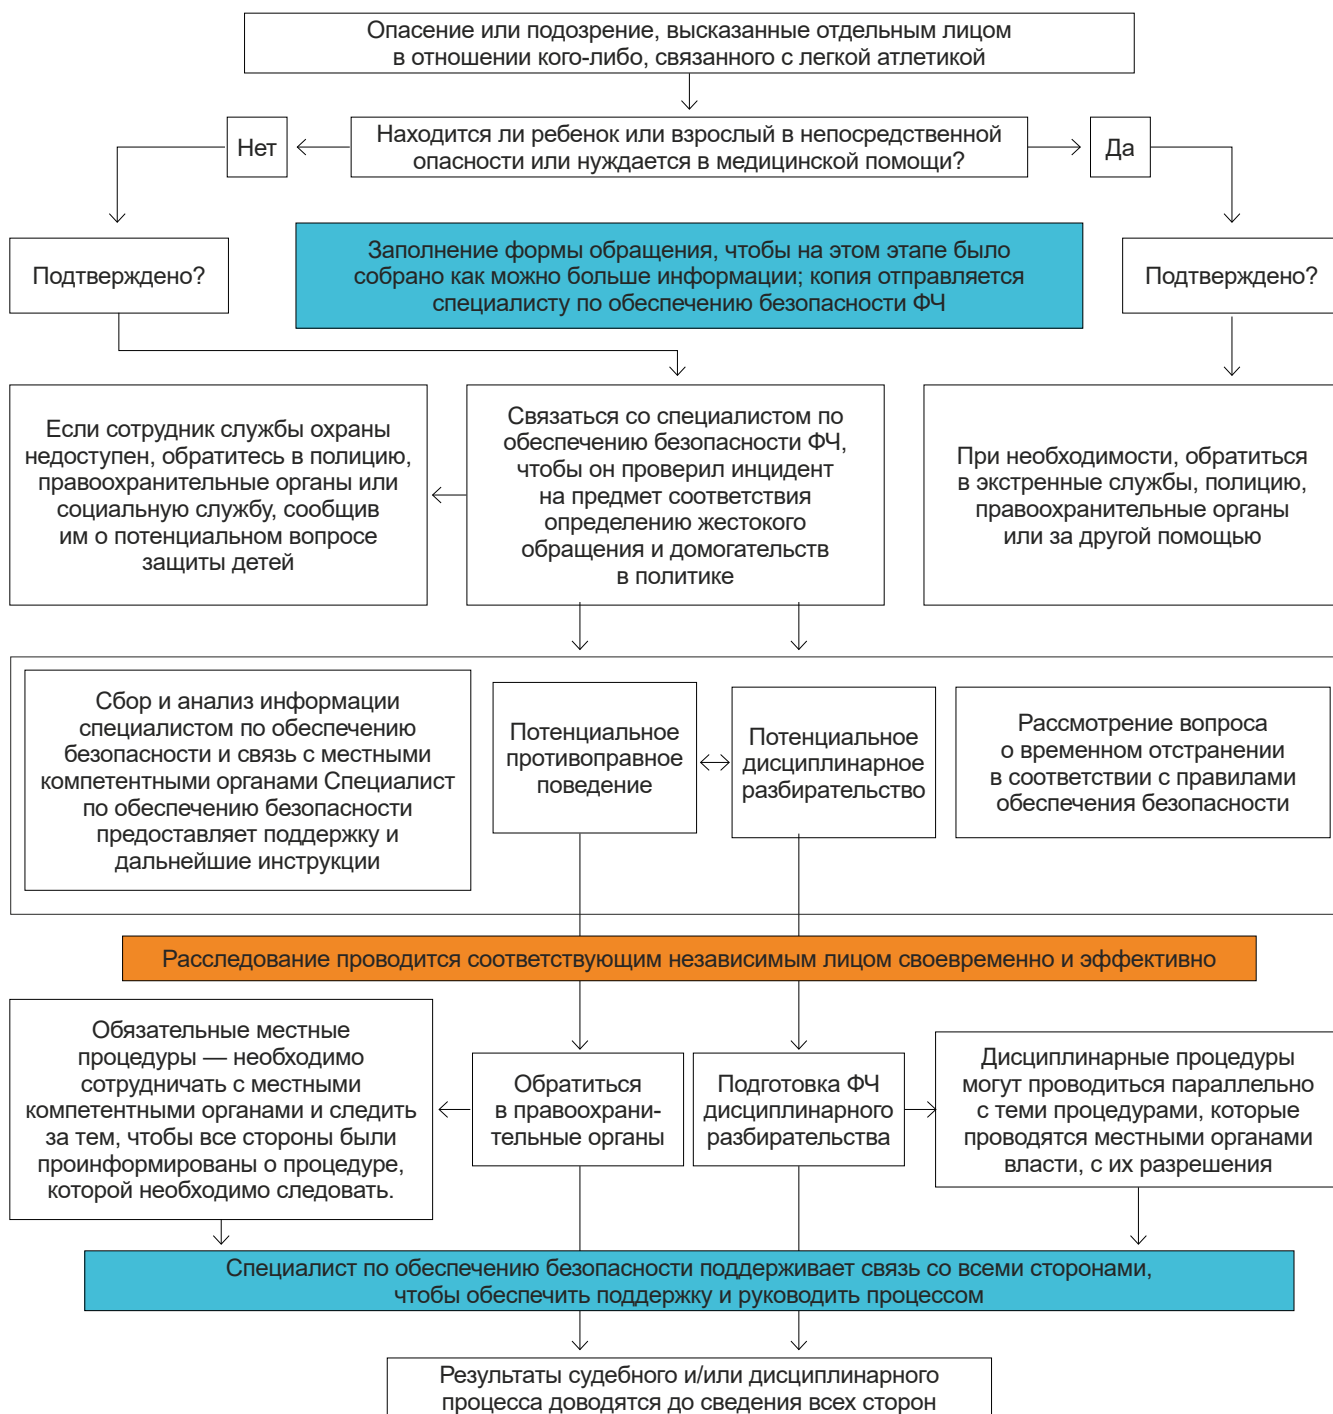 Опасение или подозрение, высказанные отдельным лицом
в отношении кого-либо, связанного с легкой атлетикой
Нет
Находится ли ребенок или взрослый в непосредственной
опасности или нуждается в медицинской помощи?
Да
Подтверждено?
Заполнение формы обращения, чтобы на этом этапе было
собрано как можно больше информации; копия отправляется
специалисту по обеспечению безопасности ФЧ
Подтверждено?
Если сотрудник службы охраны
недоступен, обратитесь в полицию,
правоохранительные органы или
социальную службу, сообщив
им о потенциальном вопросе
защиты детей
Связаться со специалистом по
обеспечению безопасности ФЧ,
чтобы он проверил инцидент
на предмет соответствия
определению жестокого
обращения и домогательств
в политике
При необходимости, обратиться
в экстренные службы, полицию,
правоохранительные органы
или за другой помощью
Сбор и анализ информации
специалистом по обеспечению
безопасности и связь с местными
компетентными органами Специалист
по обеспечению безопасности
предоставляет поддержку и
дальнейшие инструкции
Потенциальное
противоправное
поведение
Потенциальное
дисциплинарное
разбирательство
Рассмотрение вопроса
о временном отстранении
в соответствии с правилами
обеспечения безопасности
Расследование проводится соответствующим независимым лицом своевременно и эффективно
Обязательные местные
процедуры — необходимо
сотрудничать с местными
компетентными органами и следить
за тем, чтобы все стороны были
проинформированы о процедуре,
которой необходимо следовать.
Обратиться
в правоохрани-
тельные органы
Подготовка ФЧ
дисциплинарного
разбирательства
Дисциплинарные процедуры
могут проводиться параллельно
с теми процедурами, которые
проводятся местными органами
власти, с их разрешения
Специалист по обеспечению безопасности поддерживает связь со всеми сторонами,
чтобы обеспечить поддержку и руководить процессом
Результаты судебного и/или дисциплинарного
процесса доводятся до сведения всех сторон